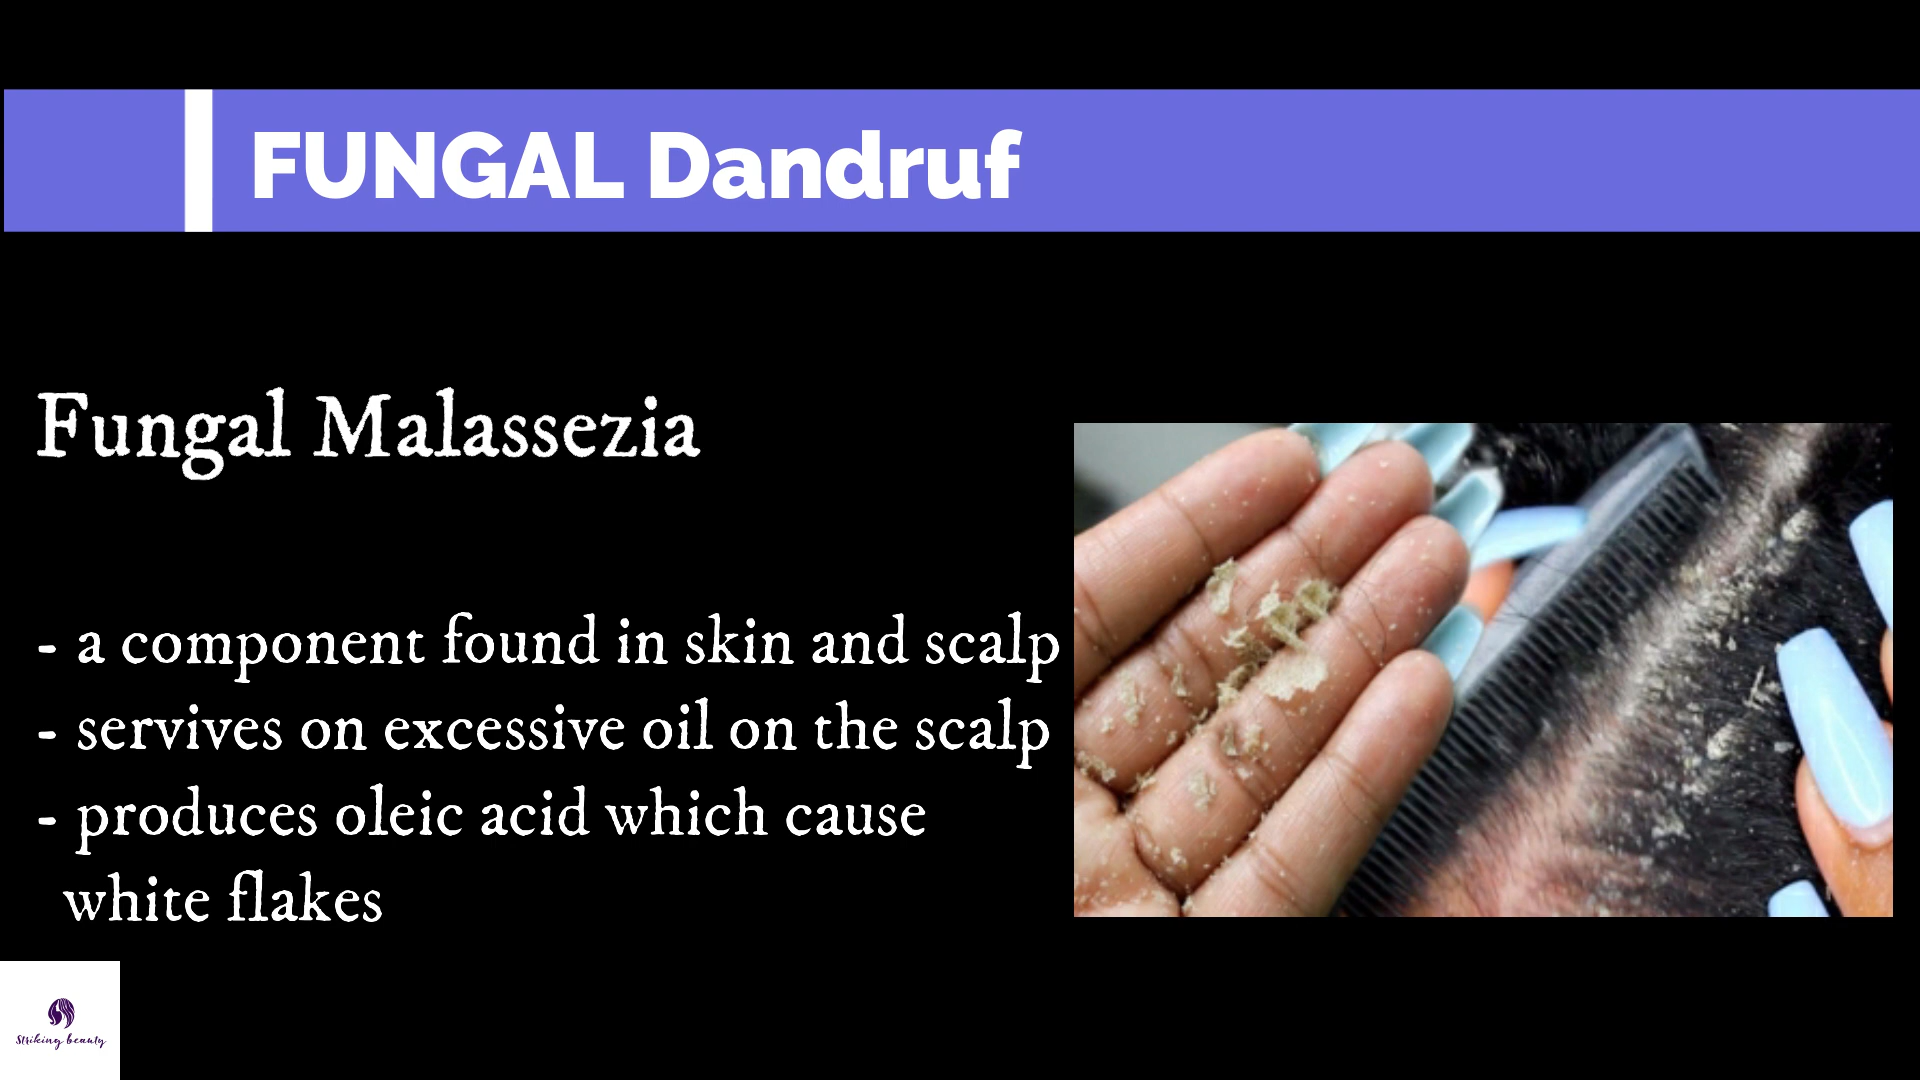 FUNGAL Dandruf
Fungal Malassezia
- a component found in skin and scalp
- servives on excessive oil on the scalp
- produces oleic acid which cause
white flakes
Striking beauty